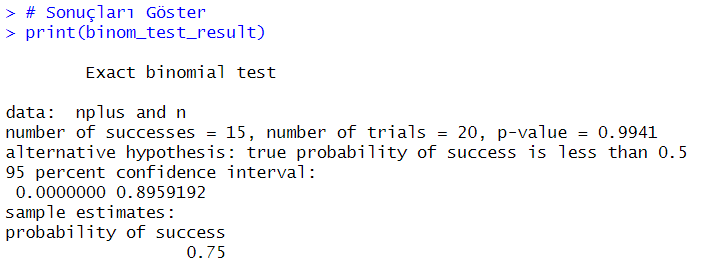 > # Sonuçları Göster
> print(binom_test_result)
Exact binomial test
data:  nplus and n
number of successes = 15, number of trials = 20, p-value = 0.9941
alternative hypothesis: true probability of success is less than 0.5
95 percent confidence interval:
0.0000000 0.8959192
sample estimates:
probability of success
0.75